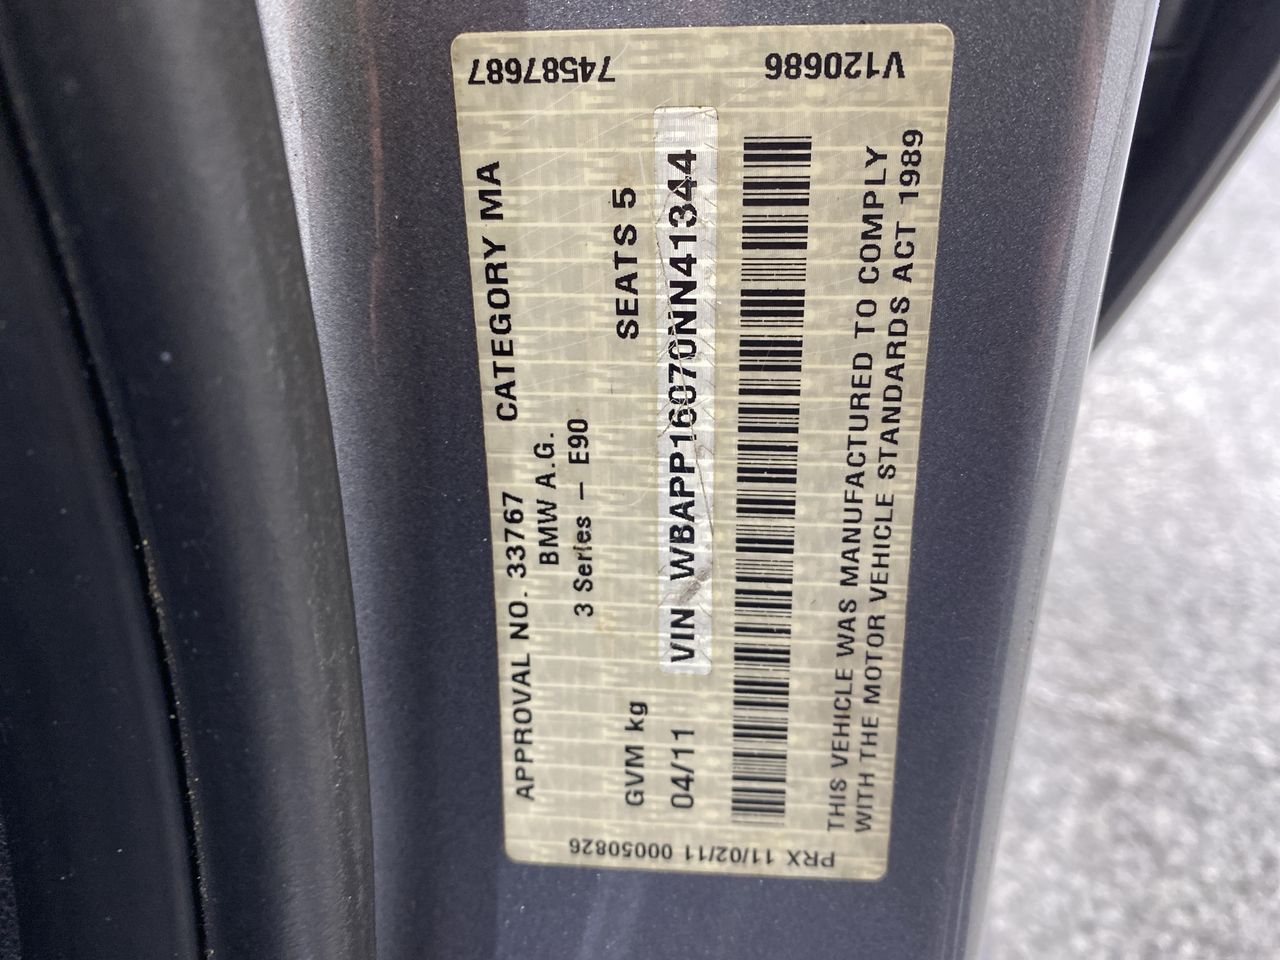 APPROVAL NO. 33767 CATEGORY MA
BMW A.G.
3 Series – E90
GVM kg SEATS 5
04/11 VIN WBAPP16070NN41344
THIS VEHICLE WAS MANUFACTURED TO COMPLY
WITH THE MOTOR VEHICLE STANDARDS ACT 1989
74587687
V120686
PRX 11/02/11 00050826